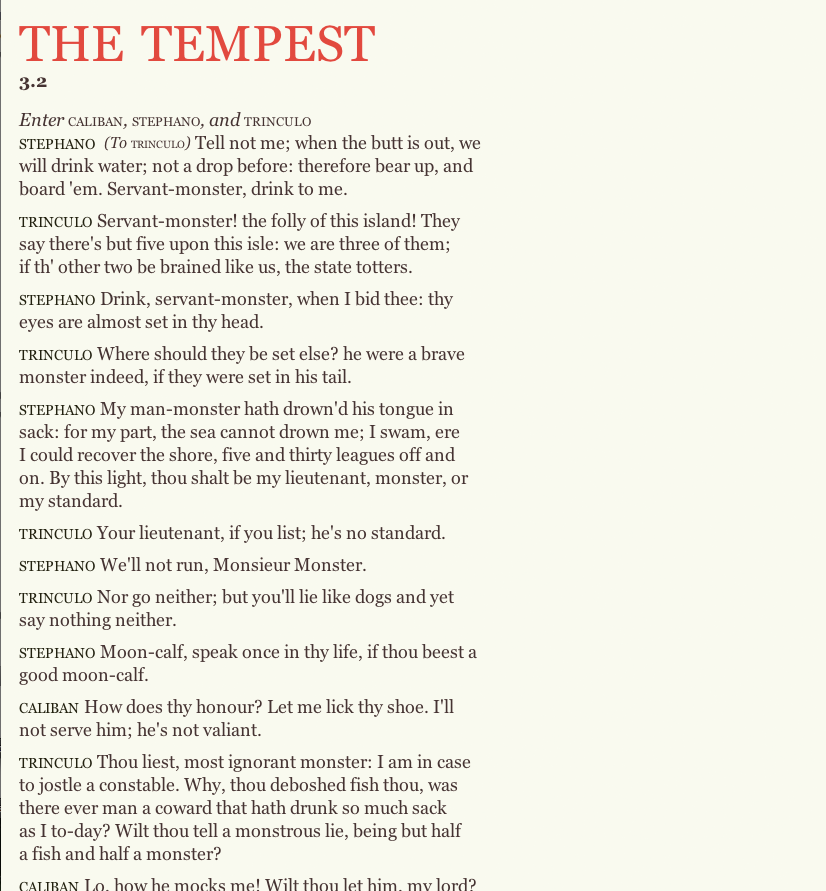 THE TEMPEST
3.2
Enter CALIBAN, STEPHANO, and TRINCULO
STEPHANO (To TRINCULO) Tell not me; when the butt is out, we
will drink water; not a drop before: therefore bear up, and
board 'em. Servant-monster, drink to me.
TRINCULO Servant-monster! the folly of this island! They
say there's but five upon this isle: we are three of them;
if th' other two be brained like us, the state totters.
STEPHANO Drink, servant-monster, when I bid thee: thy
eyes are almost set in thy head.
TRINCULO Where should they be set else? he were a brave
monster indeed, if they were set in his tail.
STEPHANO My man-monster hath drown'd his tongue in
sack: for my part, the sea cannot drown me; I swam, ere
I could recover the shore, five and thirty leagues off and
on. By this light, thou shalt be my lieutenant, monster, or
my standard.
TRINCULO Your lieutenant, if you list; he's no standard.
STEPHANO We'll not run, Monsieur Monster.
TRINCULO Nor go neither; but you'll lie like dogs and yet
say nothing neither.
STEPHANO Moon-calf, speak once in thy life, if thou beest a
good moon-calf.
CALIBAN How does thy honour? Let me lick thy shoe. I'll
not serve him; he's not valiant.
TRINCULO Thou liest, most ignorant monster: I am in case
to jostle a constable. Why, thou deboshed fish thou, was
there ever man a coward that hath drunk so much sack
as I to-day? Wilt thou tell a monstrous lie, being but half
a fish and half a monster?
CALIBAN Lo, how he mocks me! Wilt thou let him, my lord?